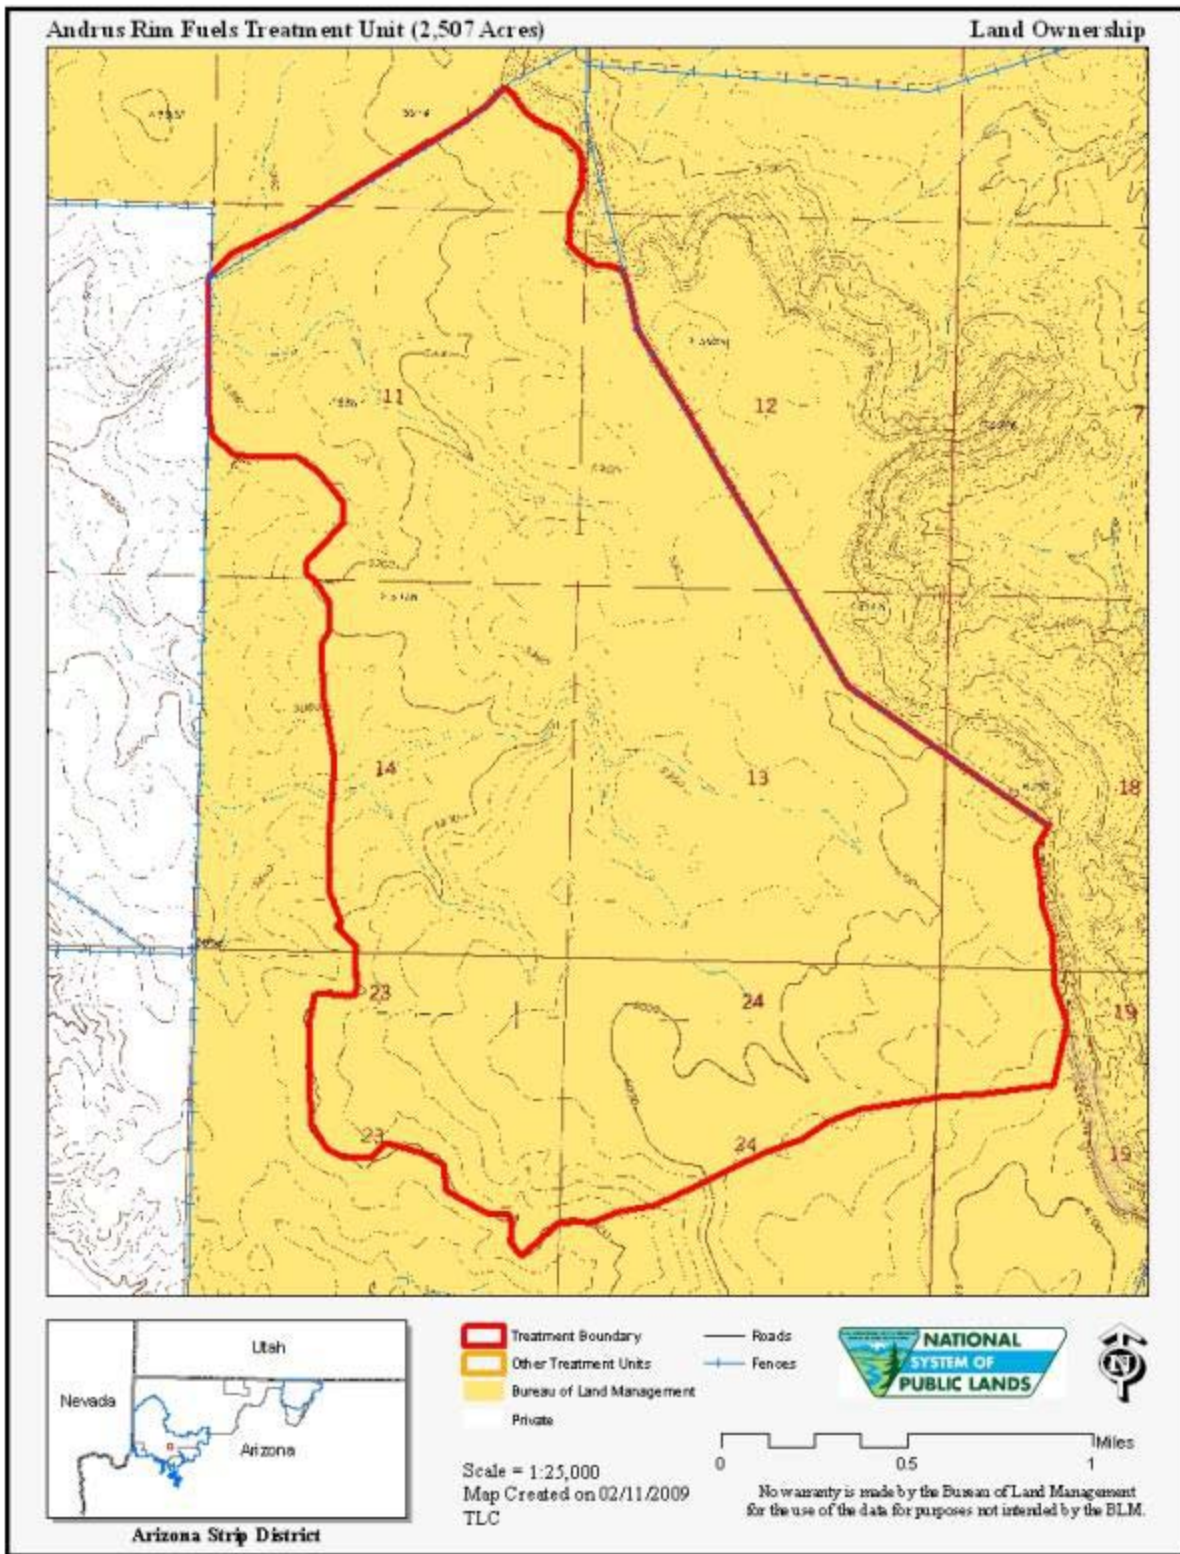 Andrus Rim Fuels Treatment Unit (2,507 Acres)
Land Ownership
11
12
7
14
13
18
23
24
19
23
24
19
Utah
Nevada
Arizona
Arizona Strip District
Treatment Boundary
Other Treatment Units
Bureau of Land Management
Private
Roads
Fences
Scale = 1:25,000
Map Created on 02/11/2009
TLC
NATIONAL
SYSTEM OF
PUBLIC LANDS
N
0
0.5
1
Miles
No warranty is made by the Bureau of Land Management
for the use of the data for purposes not intended by the BLM.